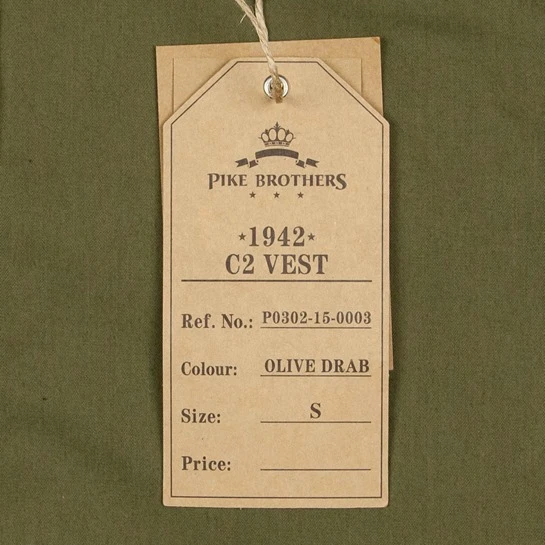 PIKE BROTHERS
★ ★ ★
★1942★
C2 VEST
Ref. No.: P0302-15-0003
Colour: OLIVE DRAB
Size: S
Price: